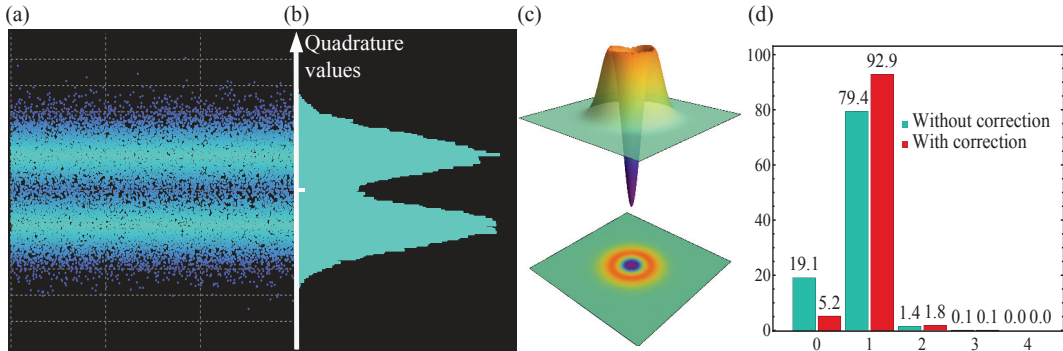 (a)
(b)
(c)
(d)
Quadrature
values
100
80
60
40
20
0
19.1
5.2
79.4
92.9
1.4
1.8
0.1
0.1
0.0
0.0
Without correction
With correction
0
1
2
3
4